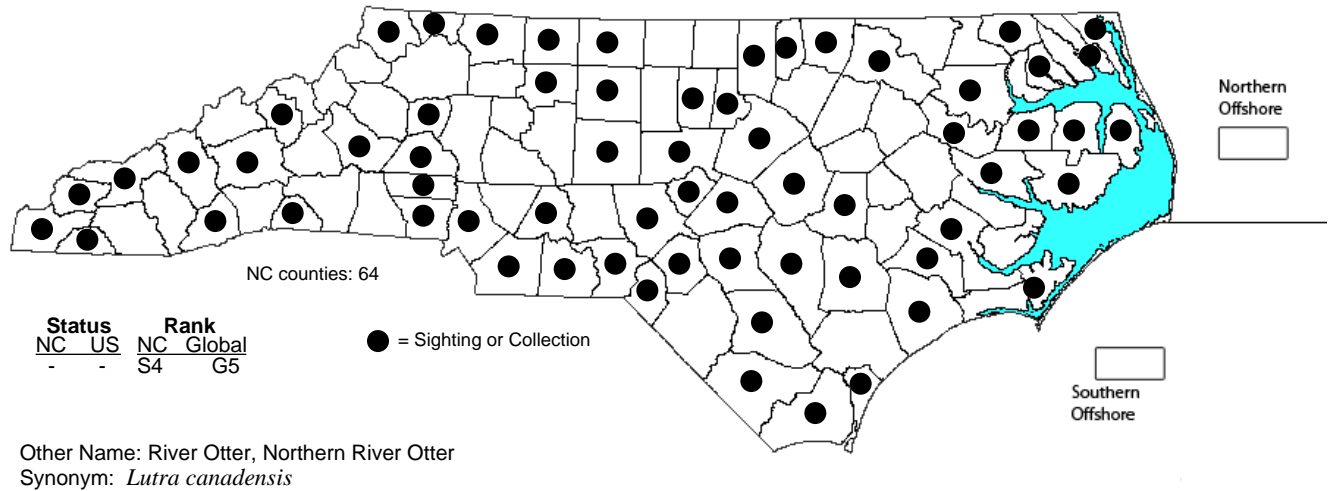 Northern
Offshore
NC counties: 64
Status Rank
NC US NC Global
- - S4 G5
= Sighting or Collection
Southern
Offshore
Other Name: River Otter, Northern River Otter
Synonym: Lutra canadensis